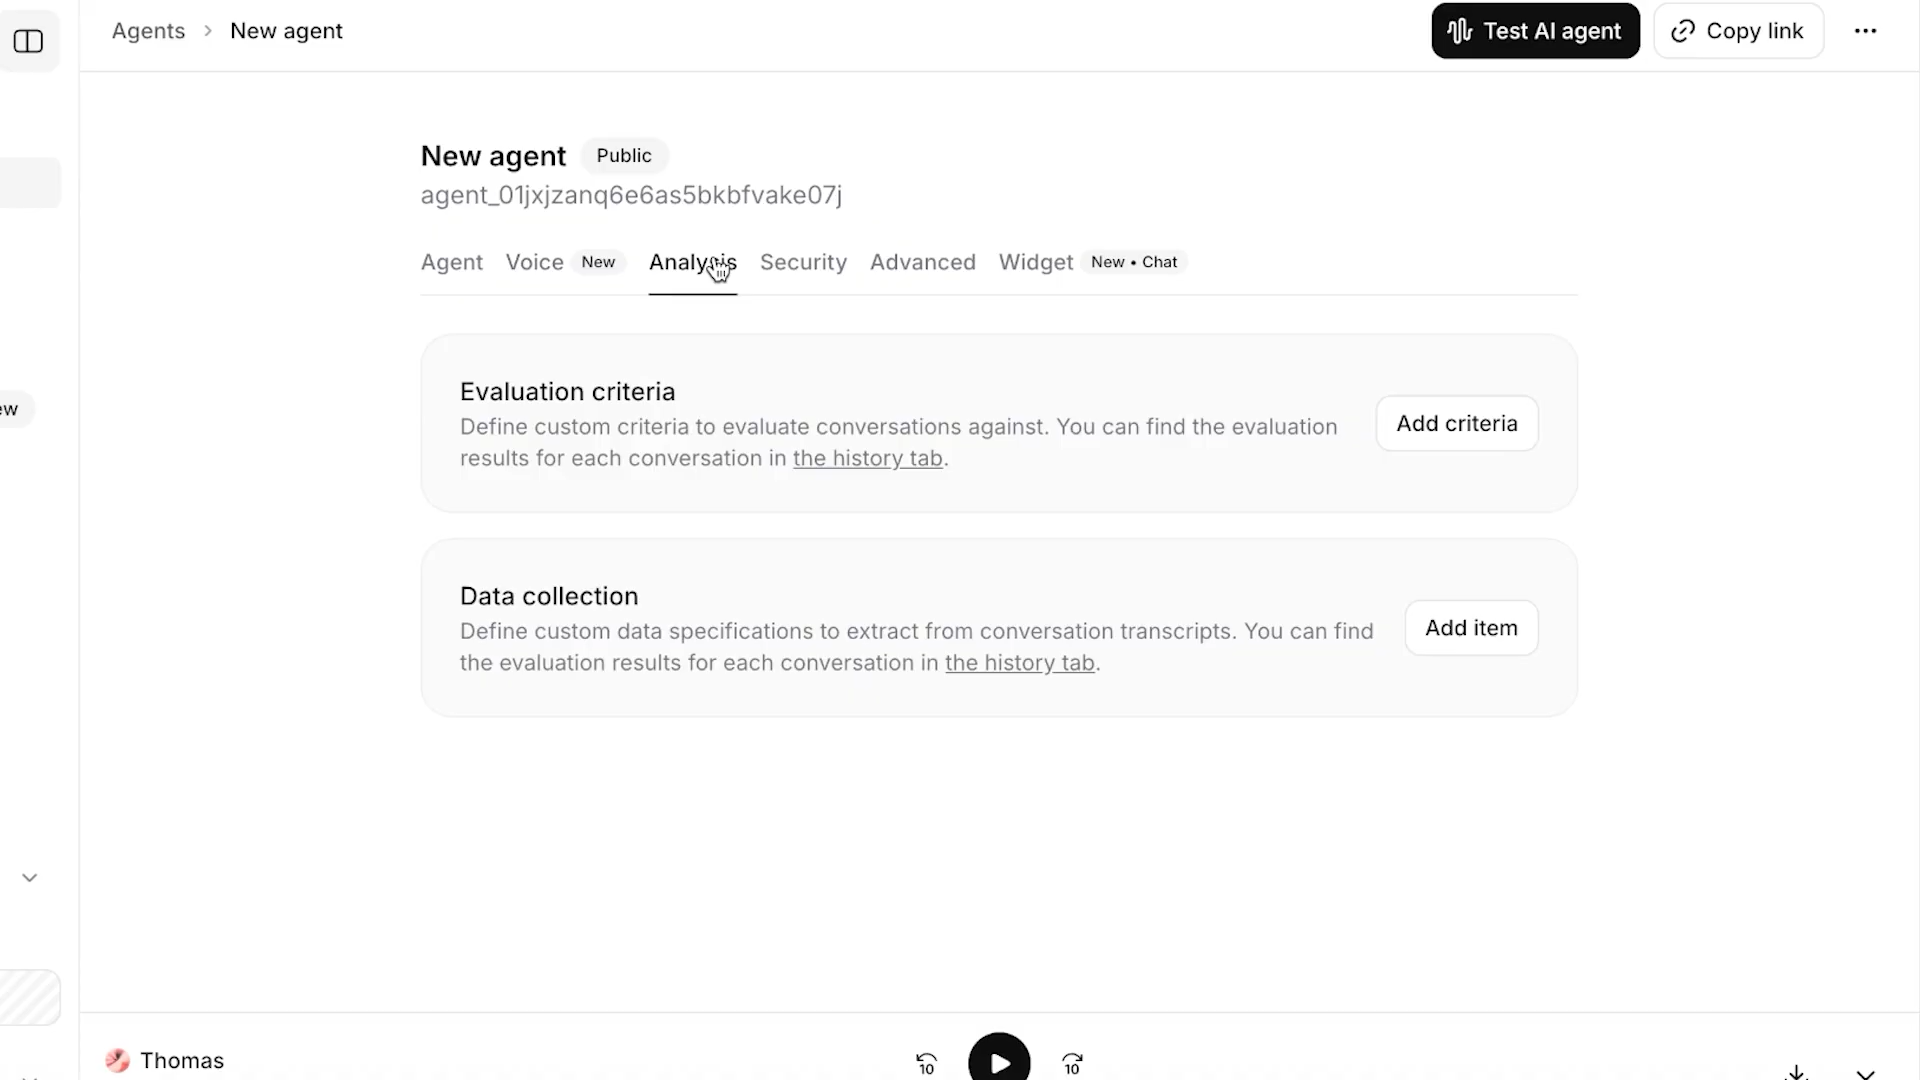 Agents > New agent
Test AI agent
Copy link
New agent
Public
agent_01jxjzanq6e6as5bkbfvake07j
Agent
Voice
New
Analysis
Security
Advanced
Widget
New • Chat
ew
Evaluation criteria
Define custom criteria to evaluate conversations against. You can find the evaluation
results for each conversation in the history tab.
Add criteria
Data collection
Define custom data specifications to extract from conversation transcripts. You can find
the evaluation results for each conversation in the history tab.
Add item
Thomas
10
10